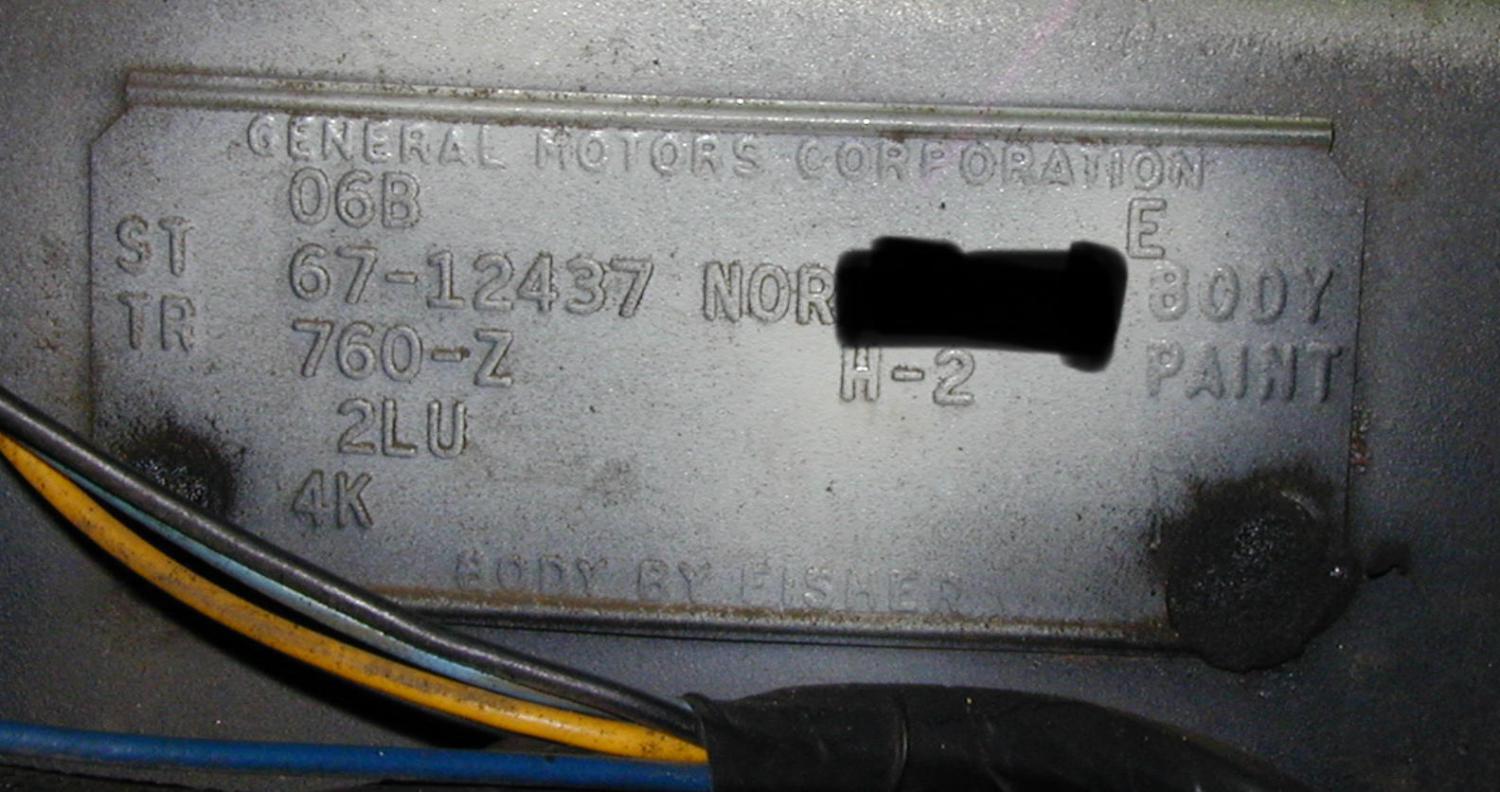 GENERAL MOTORS CORPORATION
06B E
ST 67-12437 NOR BODY
TR 760-Z H-2 PAINT
2LU
4K
BODY BY FISHER